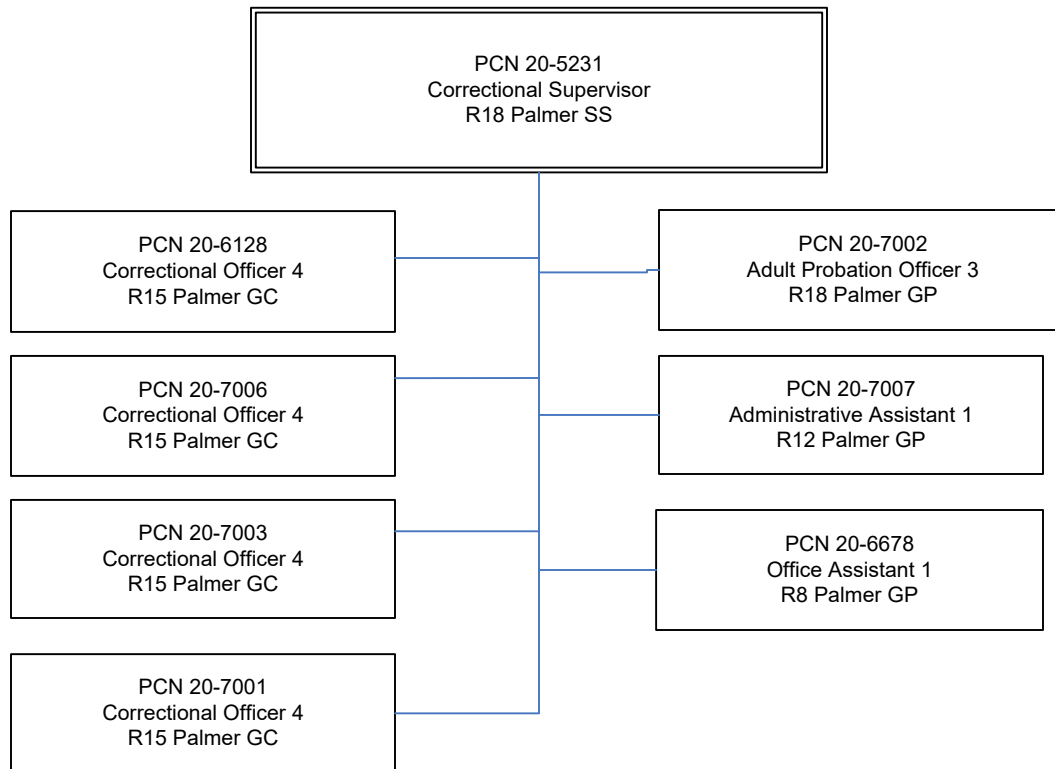 PCN 20-5231
Correctional Supervisor
R18 Palmer SS
PCN 20-6128
Correctional Officer 4
R15 Palmer GC
PCN 20-7002
Adult Probation Officer 3
R18 Palmer GP
PCN 20-7006
Correctional Officer 4
R15 Palmer GC
PCN 20-7007
Administrative Assistant 1
R12 Palmer GP
PCN 20-7003
Correctional Officer 4
R15 Palmer GC
PCN 20-6678
Office Assistant 1
R8 Palmer GP
PCN 20-7001
Correctional Officer 4
R15 Palmer GC